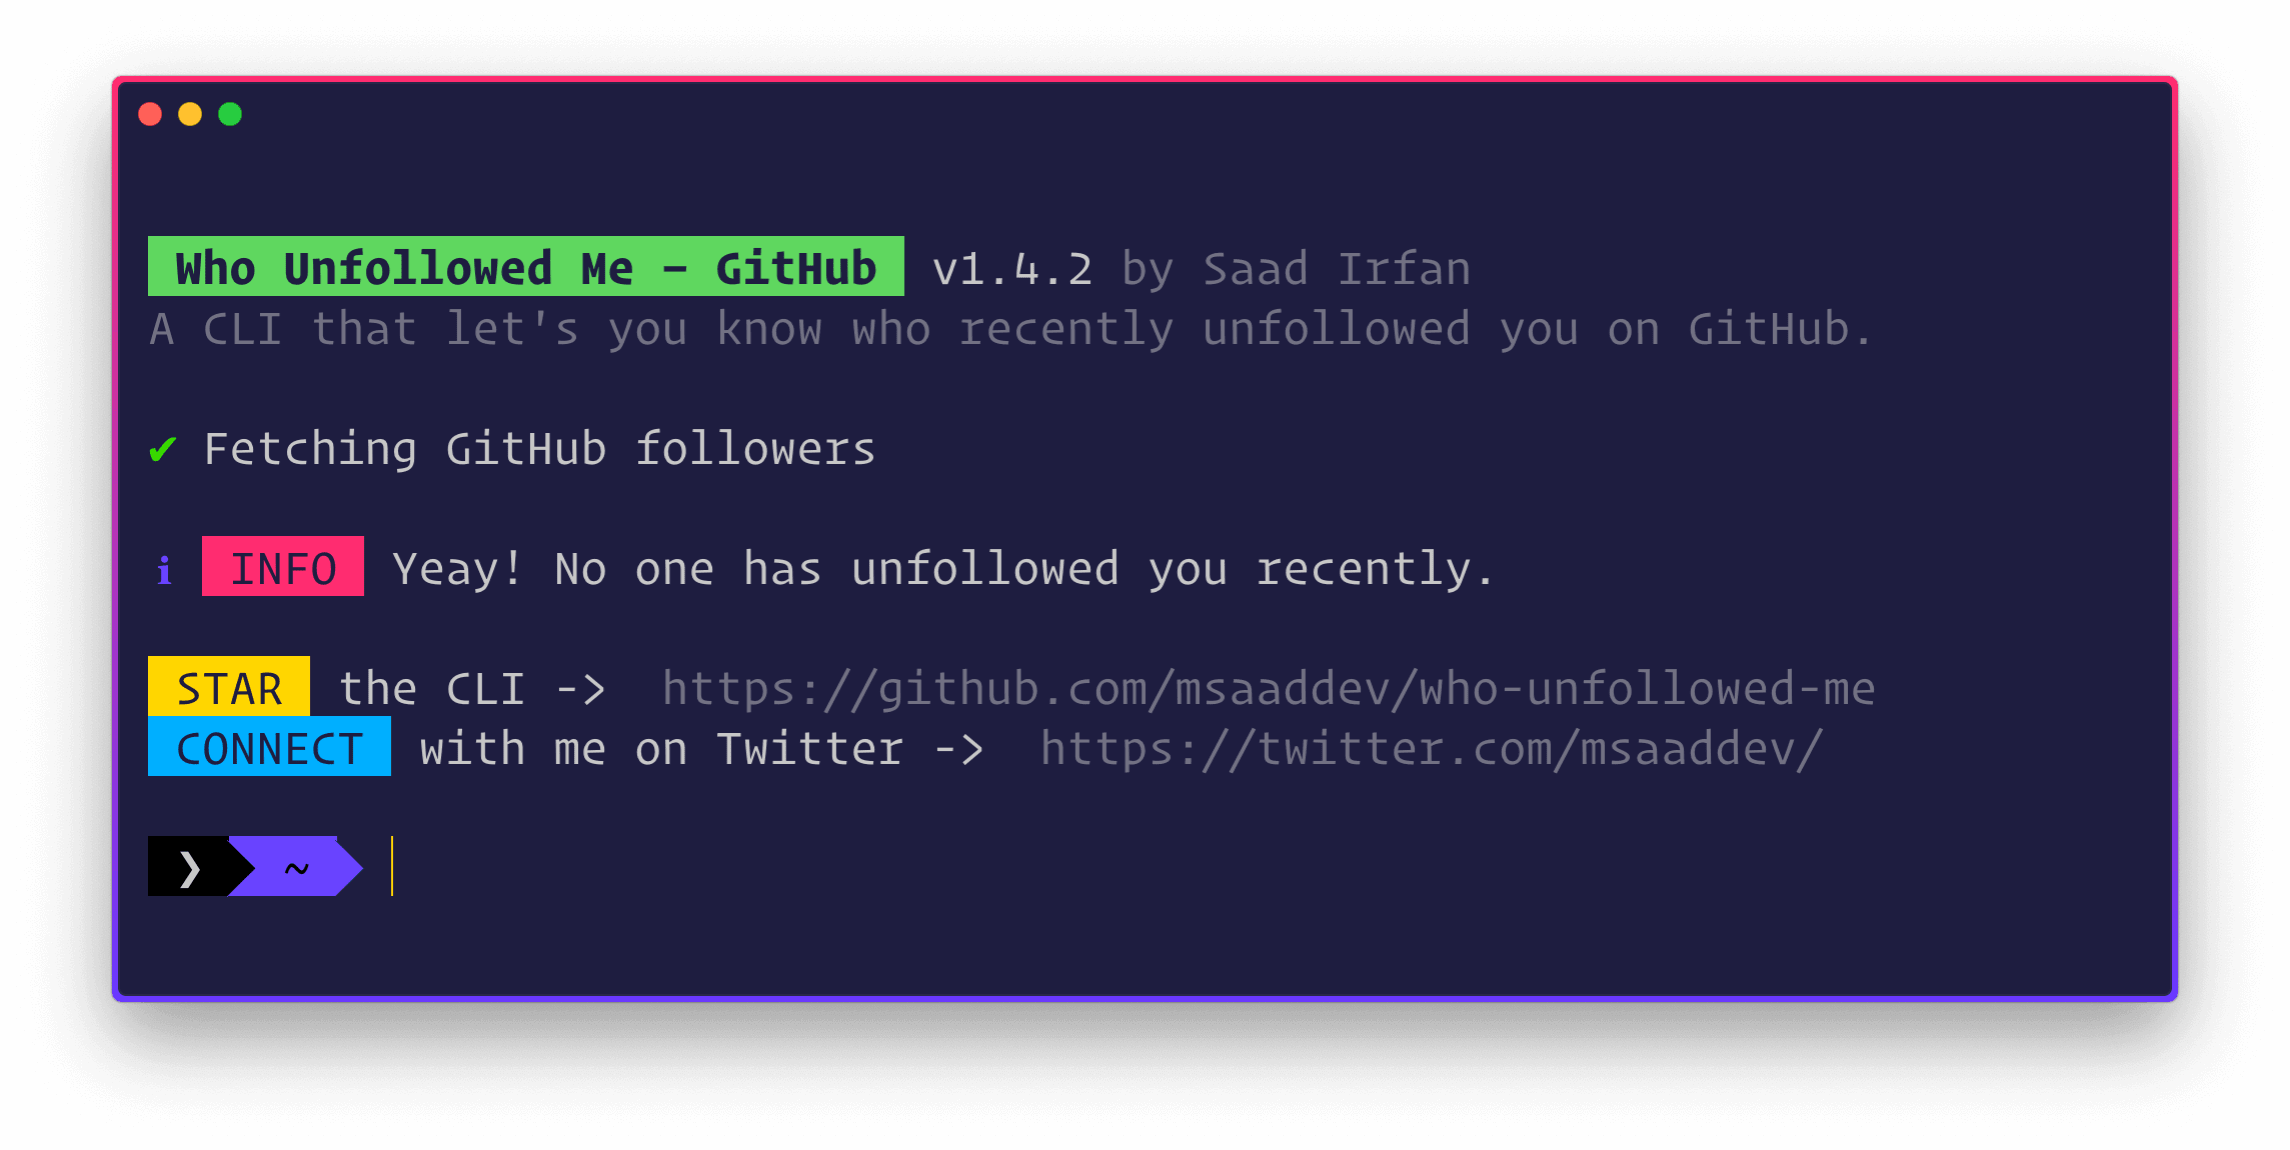 Who Unfollowed Me - GitHub v1.4.2 by Saad Irfan
A CLI that let's you know who recently unfollowed you on GitHub.
✔ Fetching GitHub followers
ℹ INFO Yeay! No one has unfollowed you recently.
STAR the CLI -> https://github.com/msaaddev/who-unfollowed-me
CONNECT with me on Twitter -> https://twitter.com/msaaddev/
❯ ~